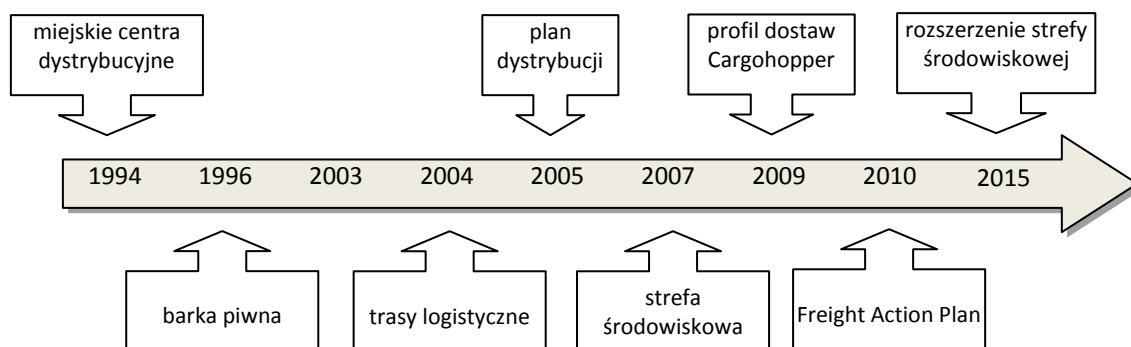 miejskie centra
dystrybucyjne
plan
dystrybucji
profil dostaw
Cargohopper
rozszerzenie strefy
środowiskowej
1994 1996 2003 2004 2005 2007 2009 2010 2015
barka piwna
trasy logistyczne
strefa
środowiskowa
Freight Action Plan